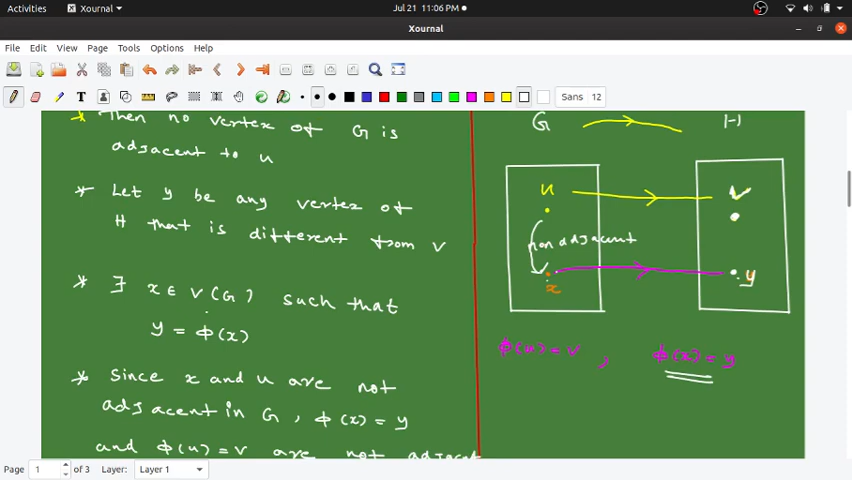 Activities
Xournal
Jul 21 11:06 PM
Xournal
File Edit View Page Tools Options Help
Sans 12
* Then no vertex of G is
adjacent to u
* Let y be any vertex of
H that is different from v
* ∃ x ∈ V(G) such that
y = φ(x)
* Since x and u are not
adjacent in G, φ(x) = y
and φ(u) = v are not adjacent
G H
u v
non adjacent
x y
φ(u) = v , φ(x) = y
Page 1 of 3 Layer: Layer 1